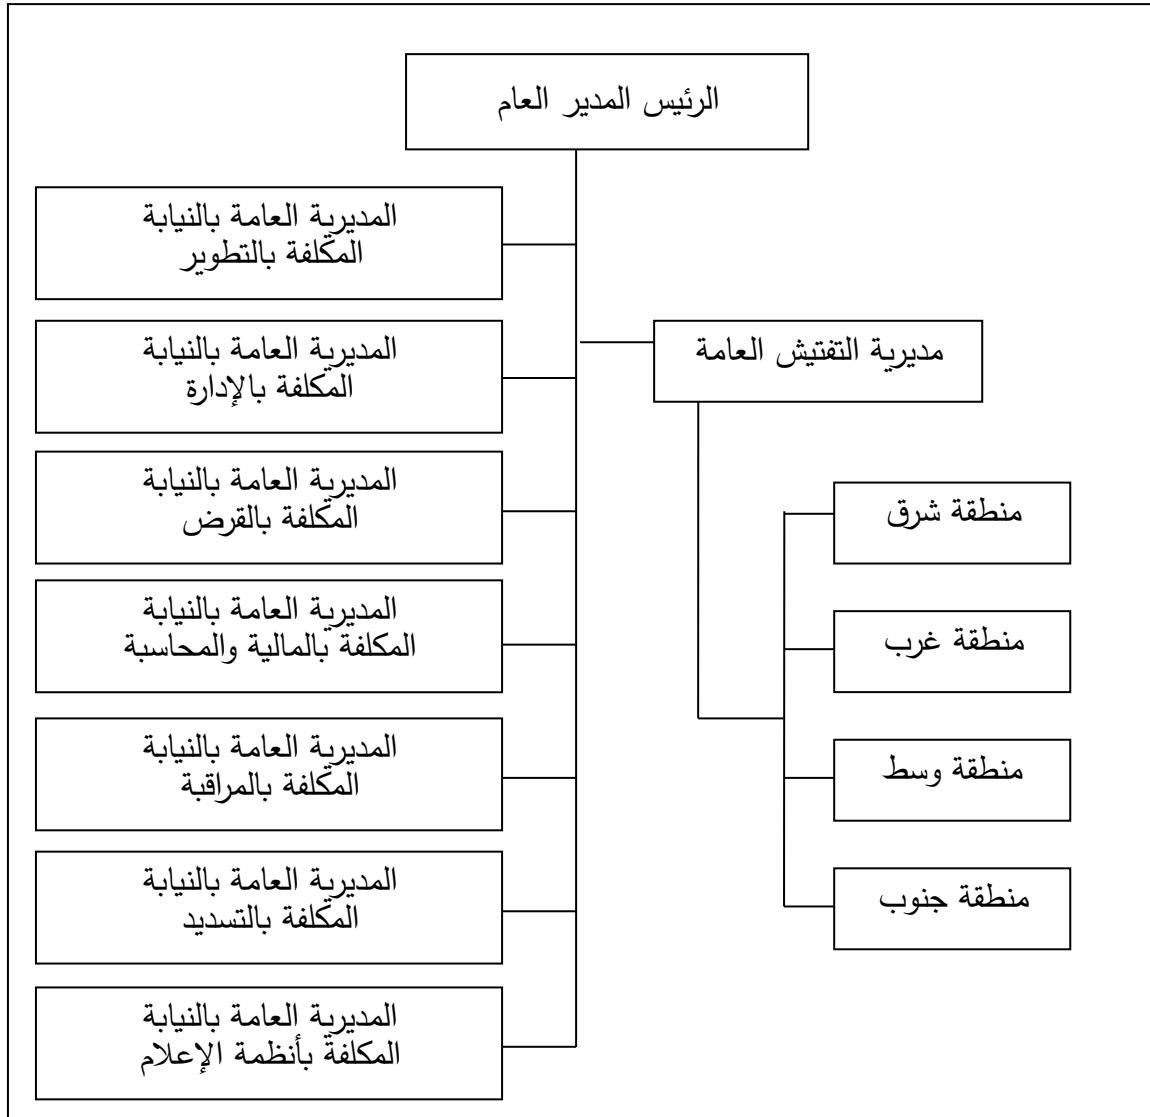 الرئيس المدير العام
المديرية العامة بالنيابة
المكلفة بالتطوير
مديرية التفتيش العامة
المديرية العامة بالنيابة
المكلفة بالإدارة
المديرية العامة بالنيابة
المكلفة بالقرض
المديرية العامة بالنيابة
المكلفة بالمالية والمحاسبة
المديرية العامة بالنيابة
المكلفة بالمراقبة
المديرية العامة بالنيابة
المكلفة بالتسديد
المديرية العامة بالنيابة
المكلفة بأنظمة الإعلام
منطقة شرق
منطقة غرب
منطقة وسط
منطقة جنوب